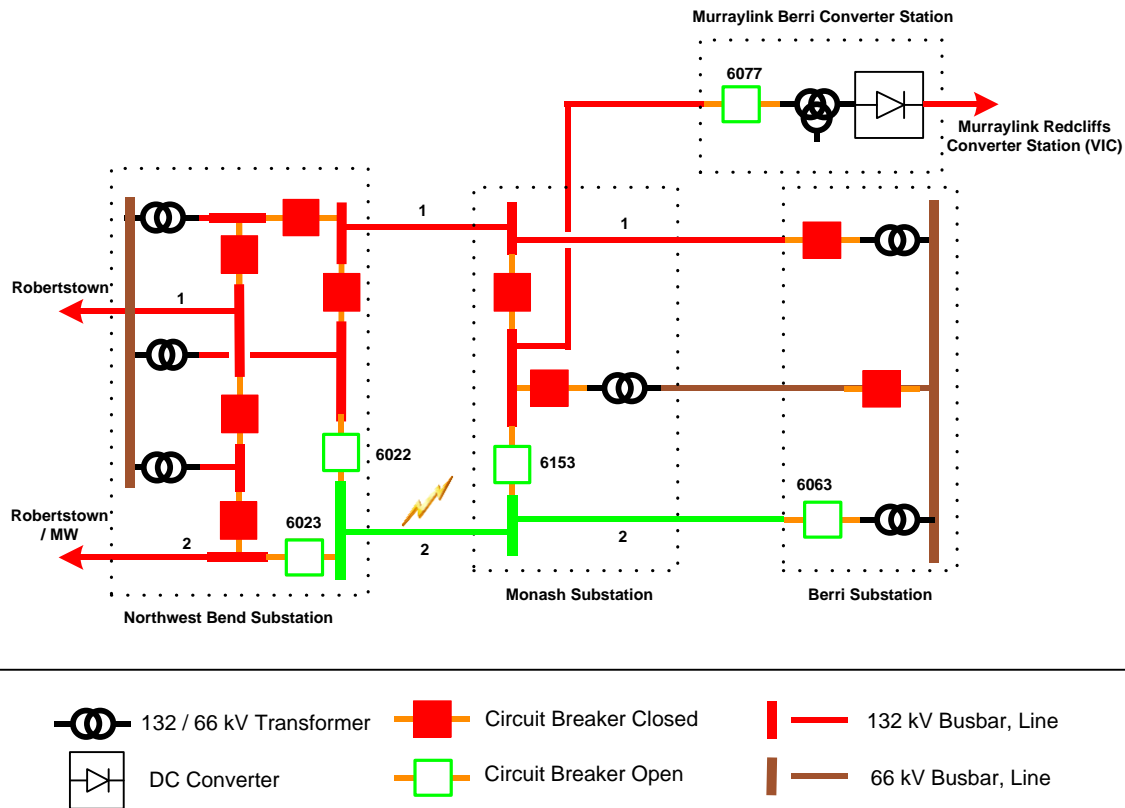 Murraylink Berri Converter Station
6077
Murraylink Redcliffs
Converter Station (VIC)
1
1
Robertstown
1
6022
6153
6063
Robertstown
/ MW
2
6023
2
2
Northwest Bend Substation
Monash Substation
Berri Substation
132 / 66 kV Transformer
Circuit Breaker Closed
132 kV Busbar, Line
DC Converter
Circuit Breaker Open
66 kV Busbar, Line